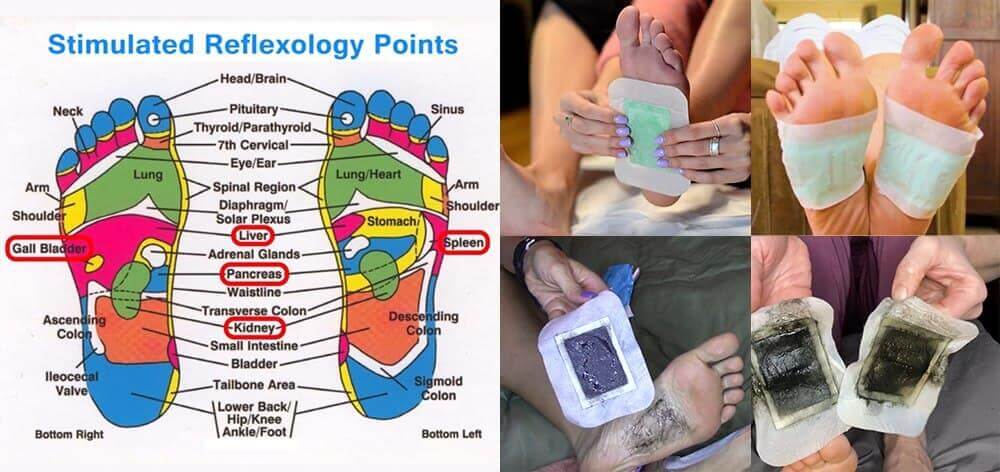 Stimulated Reflexology Points
Head/Brain
Neck
Pituitary
Sinus
Thyroid/Parathyroid
7th Cervical
Eye/Ear
Lung
Lung/Heart
Arm
Spinal Region
Arm
Shoulder
Diaphragm/
Solar Plexus
Stomach
Shoulder
Gall Bladder
Liver
Spleen
Adrenal Glands
Pancreas
Waistline
Transverse Colon
Ascending
Colon
Kidney
Descending
Colon
Small Intestine
Bladder
Ileocecal
Valve
Tailbone Area
Sigmoid
Colon
Lower Back/
Hip/Knee
Ankle/Foot
Bottom Right
Bottom Left